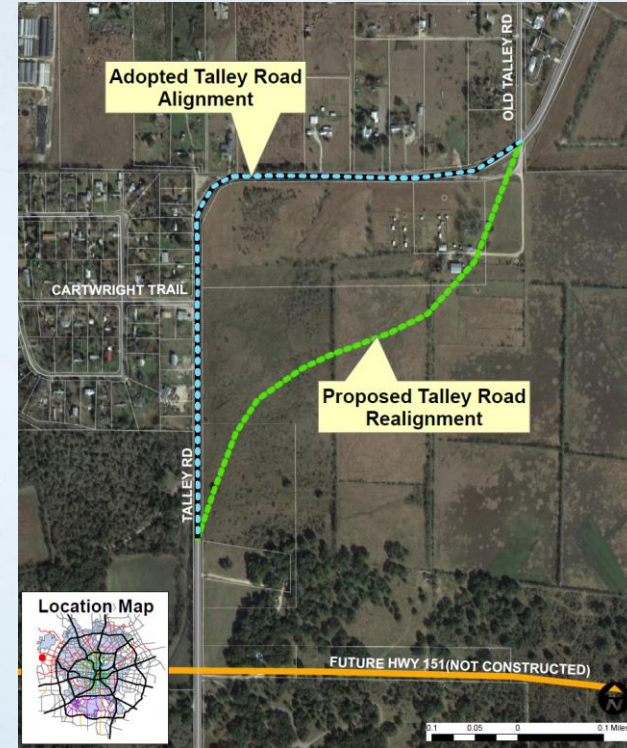 OLD TALLEY RD
Adopted Talley Road
Alignment
CARTWRIGHT TRAIL
Proposed Talley Road
Realignment
TALLEY RD
Location Map
FUTURE HWY 151(NOT CONSTRUCTED)
N
0.1 0.05 0 0.1 Miles